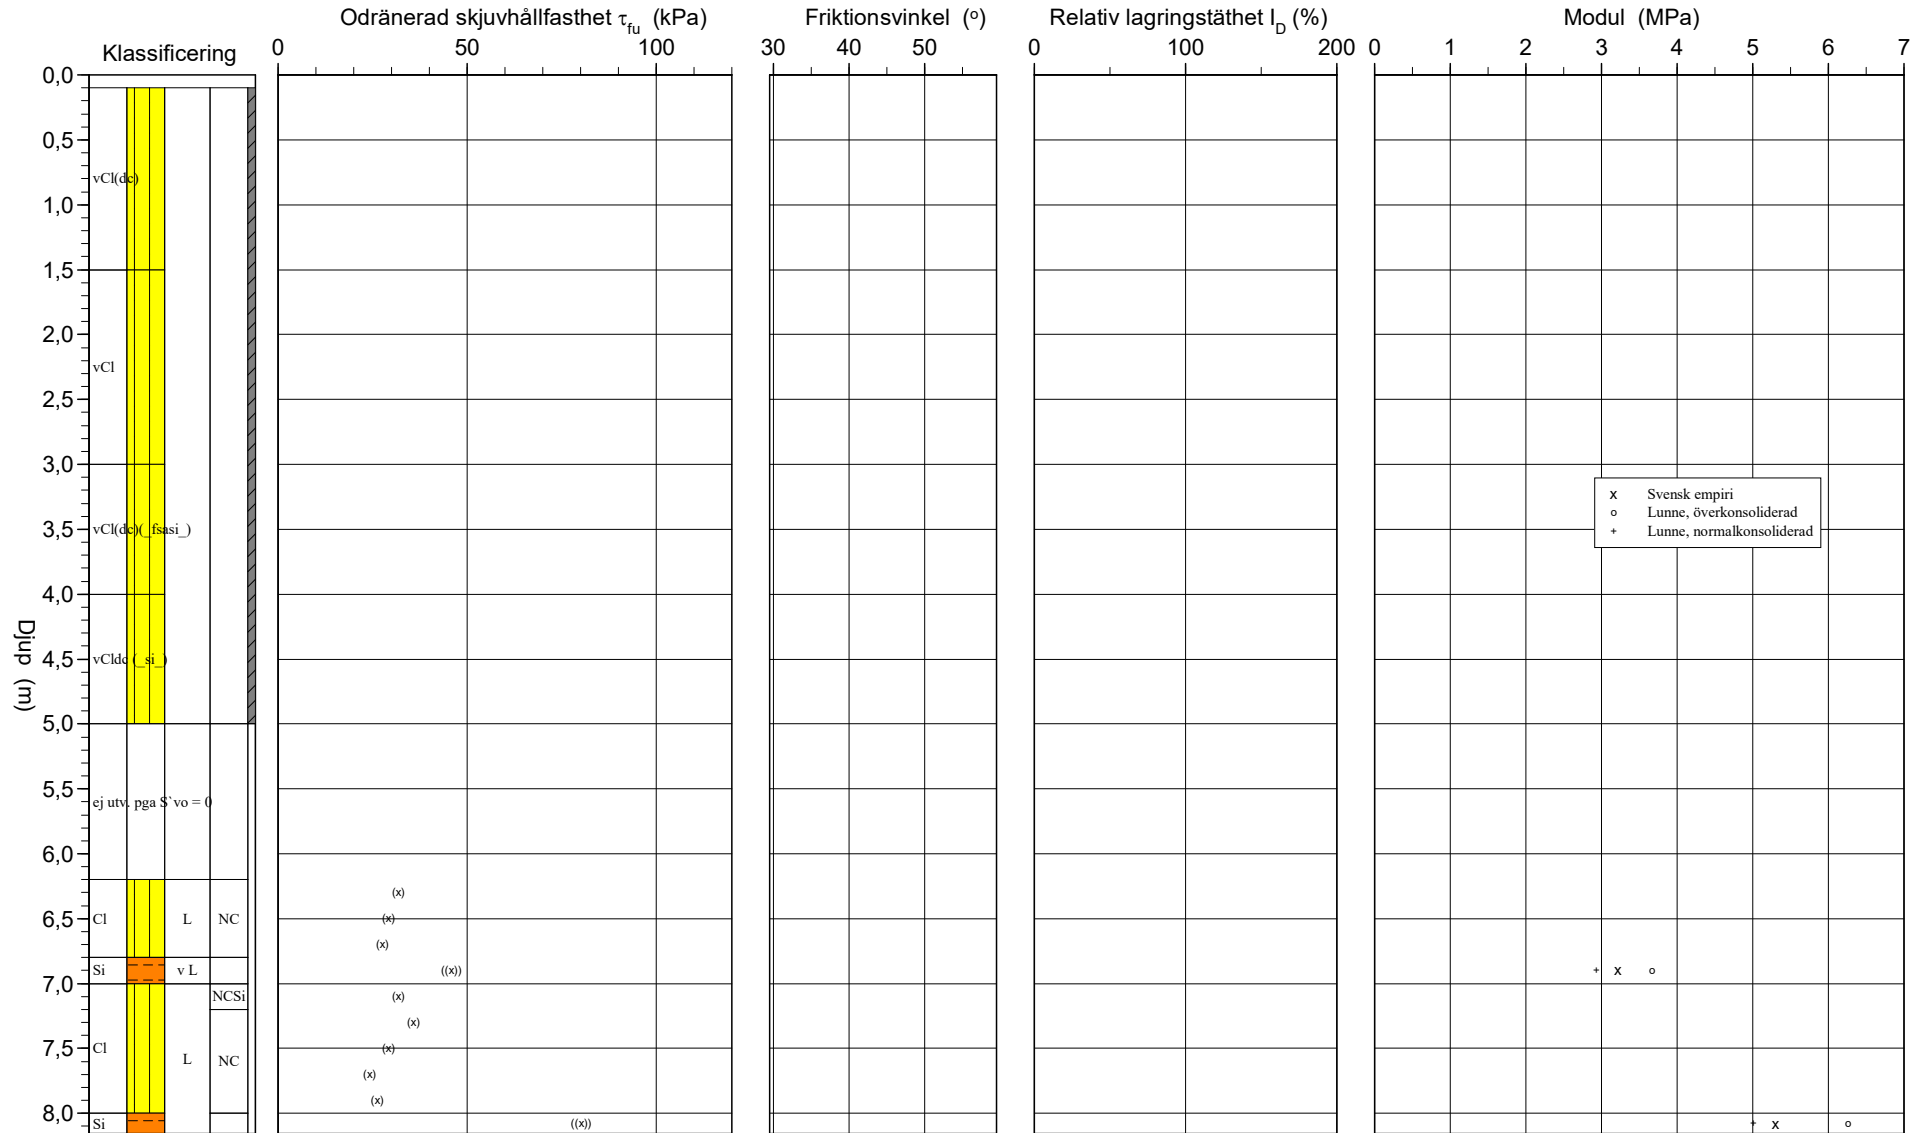 Odränerad skjuvhållfasthet τfu (kPa) Friktionsvinkel (o) Relativ lagringstäthet ID (%) Modul (MPa)
Klassificering 0 50 100 30 40 50 0 100 200 0 1 2 3 4 5 6 7
0,0
0,5
vCl(dc)
1,0
1,5
2,0
vCl
2,5
3,0
x Svensk empiri
o Lunne, överkonsoliderad
+ Lunne, normalkonsoliderad
3,5 vCl(dc)(_fsasi_)
4,0
Djup (m)
4,5 vCldc (_si_)
5,0
5,5
ej utv. pga S`vo = 0
6,0
(x)
6,5 Cl L NC (x)
(x)
Si v L ((x)) + x o
7,0
NCSi (x)
(x)
7,5 Cl L NC (x)
(x)
(x)
8,0
Si ((x)) + x o